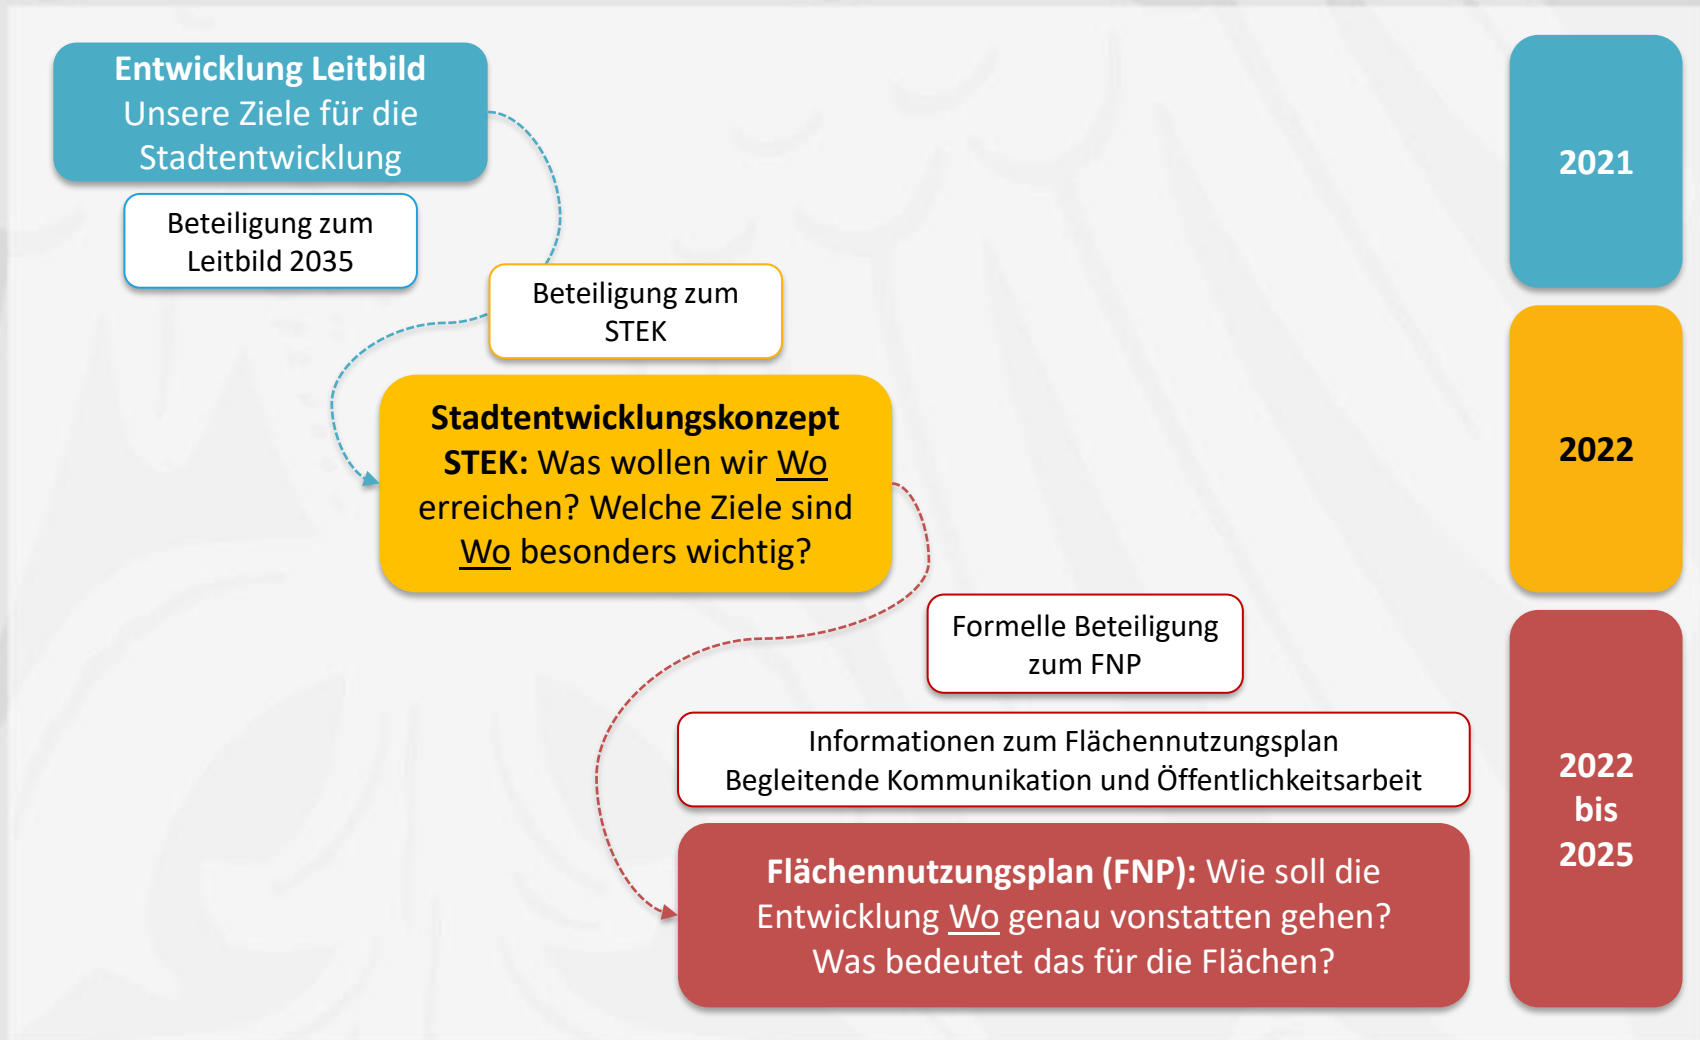 Entwicklung Leitbild
Unsere Ziele für die
Stadtentwicklung
Beteiligung zum
Leitbild 2035
2021
Beteiligung zum
STEK
Stadtentwicklungskonzept
STEK: Was wollen wir Wo
erreichen? Welche Ziele sind
Wo besonders wichtig?
2022
Formelle Beteiligung
zum FNP
Informationen zum Flächennutzungsplan
Begleitende Kommunikation und Öffentlichkeitsarbeit
Flächennutzungsplan (FNP): Wie soll die
Entwicklung Wo genau vonstatten gehen?
Was bedeutet das für die Flächen?
2022
bis
2025